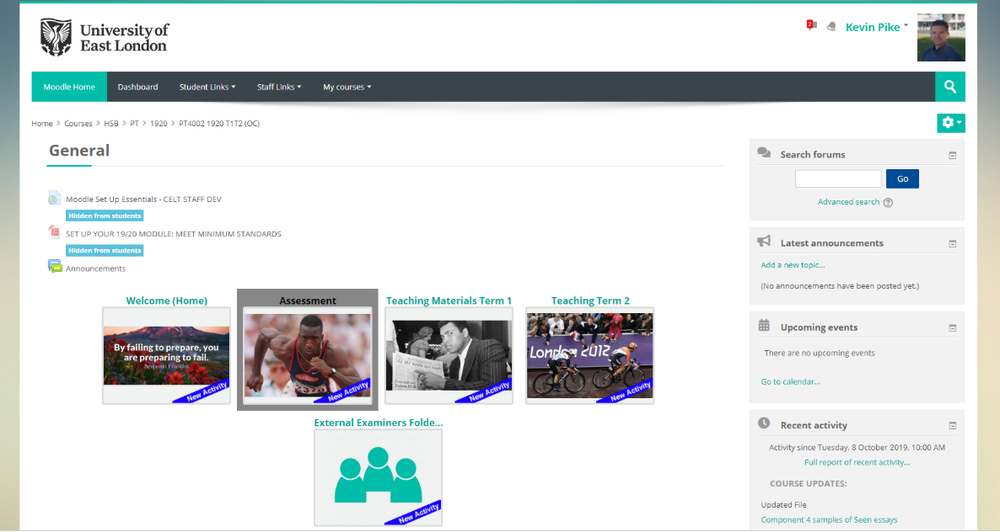 University of
East London
2
Kevin Pike
Moodle Home
Dashboard
Student Links
Staff Links
My courses
Home > Courses > HSB > PT > 1920 > PT4002 1920 T1T2 (OC)
General
Moodle Set Up Essentials - CELT STAFF DEV
Hidden from students
SET UP YOUR 19/20 MODULE: MEET MINIMUM STANDARDS
Hidden from students
Announcements
Welcome (Home)
By failing to prepare, you
are preparing to fail.
Benjamin Franklin
New Activity
Assessment
New Activity
Teaching Materials Term 1
New Activity
Teaching Term 2
London 2012
New Activity
External Examiners Folde...
New Activity
Search forums
Go
Advanced search ?
Latest announcements
Add a new topic...
(No announcements have been posted yet.)
Upcoming events
There are no upcoming events
Go to calendar...
Recent activity
Activity since Tuesday, 8 October 2019, 10:00 AM
Full report of recent activity...
COURSE UPDATES:
Updated File
Component 4 samples of Seen essays